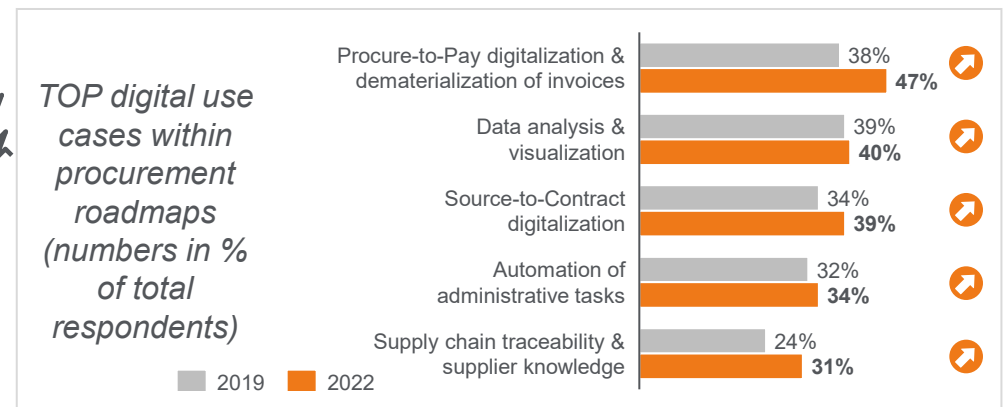 TOP digital use
cases within
procurement
roadmaps
(numbers in %
of total
respondents)
Procure-to-Pay digitalization &
dematerialization of invoices
38%
47%
Data analysis &
visualization
39%
40%
Source-to-Contract
digitalization
34%
39%
Automation of
administrative tasks
32%
34%
Supply chain traceability &
supplier knowledge
24%
31%
2019
2022